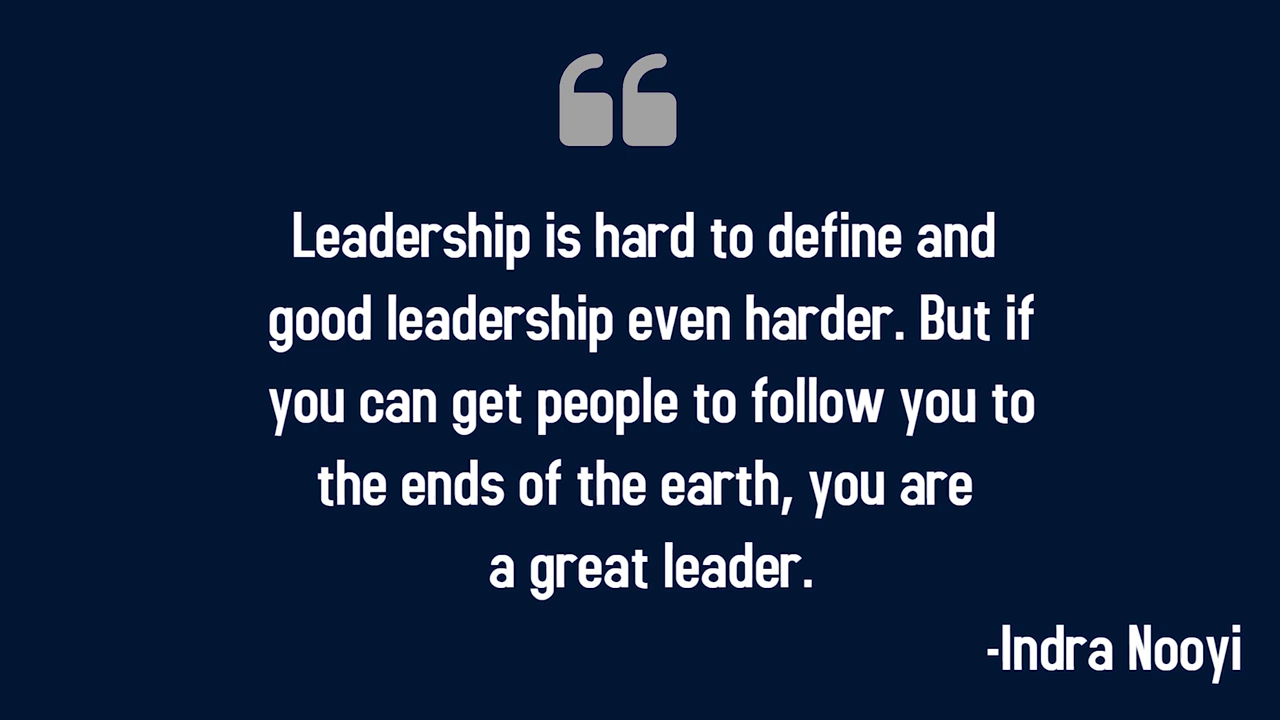 Leadership is hard to define and
good leadership even harder. But if
you can get people to follow you to
the ends of the earth, you are
a great leader.
-Indra Nooyi